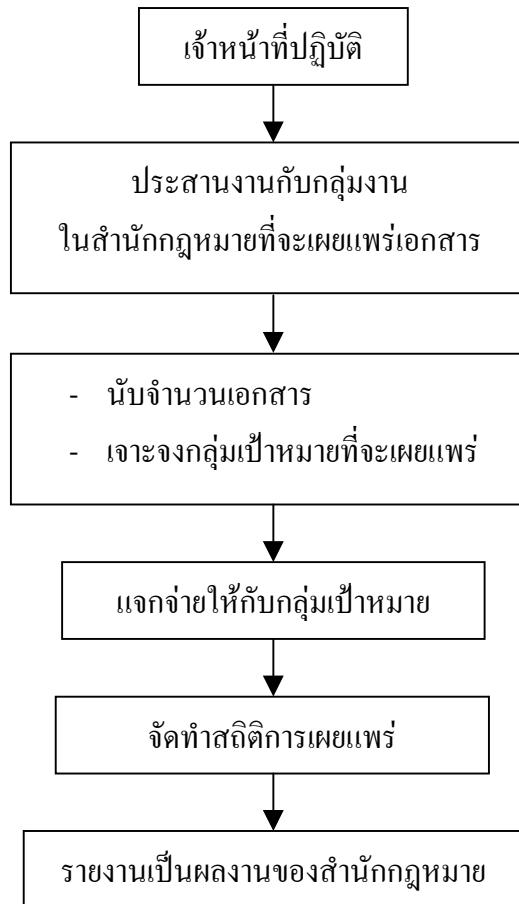 เจ้าหน้าที่ปฏิบัติ
ประสานงานกับกลุ่มงาน
ในสำนักกฎหมายที่จะเผยแพร่เอกสาร
- นับจำนวนเอกสาร
- เจาะจงกลุ่มเป้าหมายที่จะเผยแพร่
แจกจ่ายให้กับกลุ่มเป้าหมาย
จัดทำสถิติการเผยแพร่
รายงานเป็นผลงานของสำนักกฎหมาย